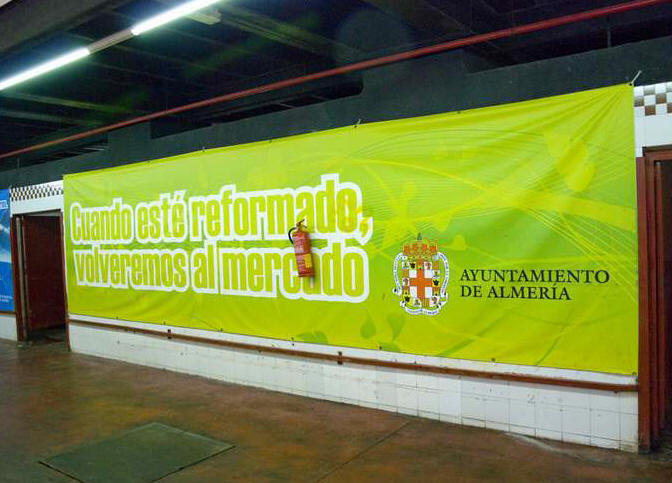 Cuando esté reformado,
volveremos al mercado
AYUNTAMIENTO
DE ALMERÍA